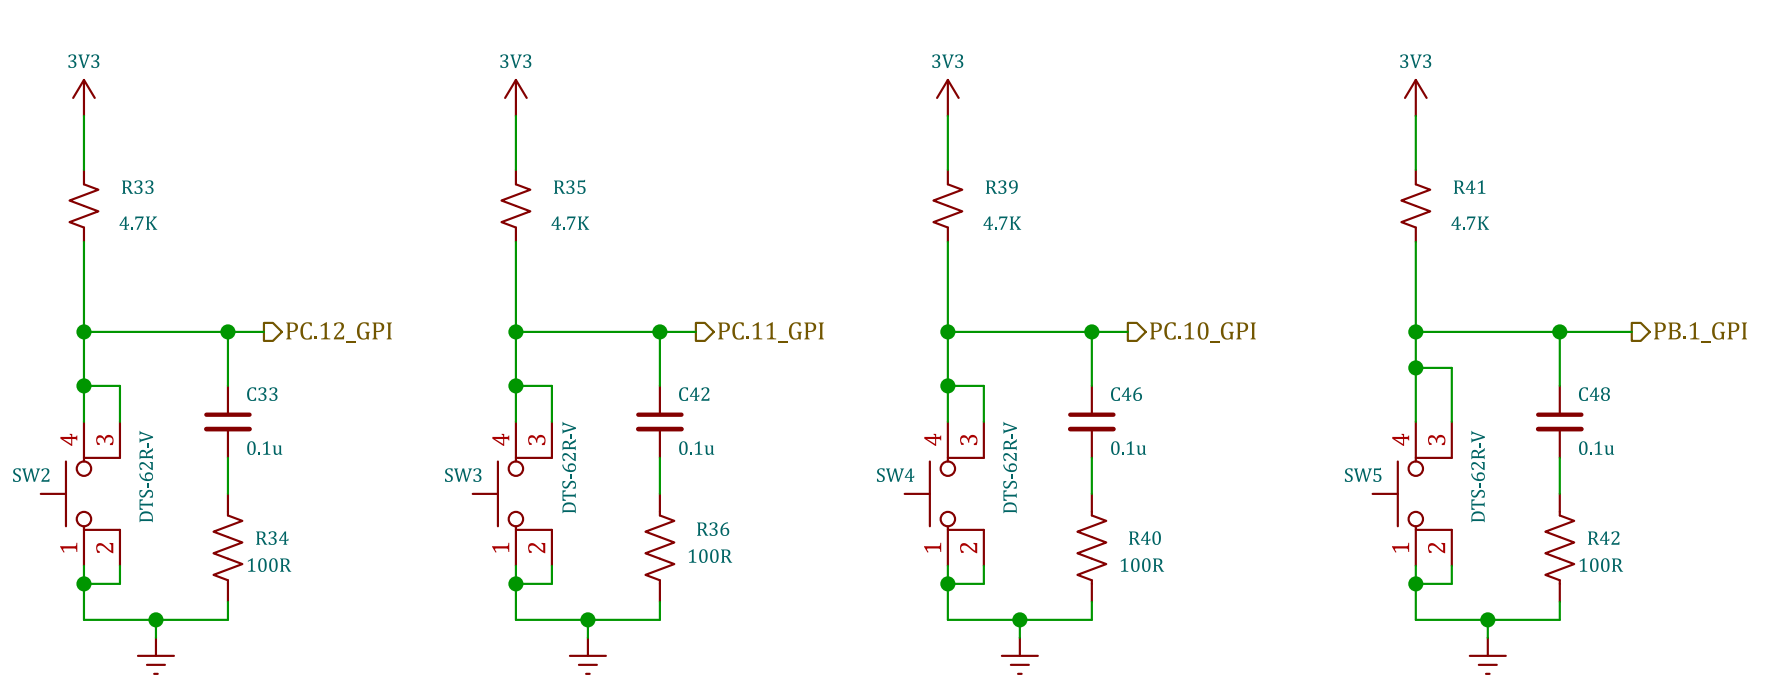 3V3
R33
4.7K
PC.12_GPI
C33
0.1u
4
3
SW2
DTS-62R-V
1
2
R34
100R
3V3
R35
4.7K
PC.11_GPI
C42
0.1u
4
3
SW3
DTS-62R-V
1
2
R36
100R
3V3
R39
4.7K
PC.10_GPI
C46
0.1u
4
3
SW4
DTS-62R-V
1
2
R40
100R
3V3
R41
4.7K
PB.1_GPI
C48
0.1u
4
3
SW5
DTS-62R-V
1
2
R42
100R